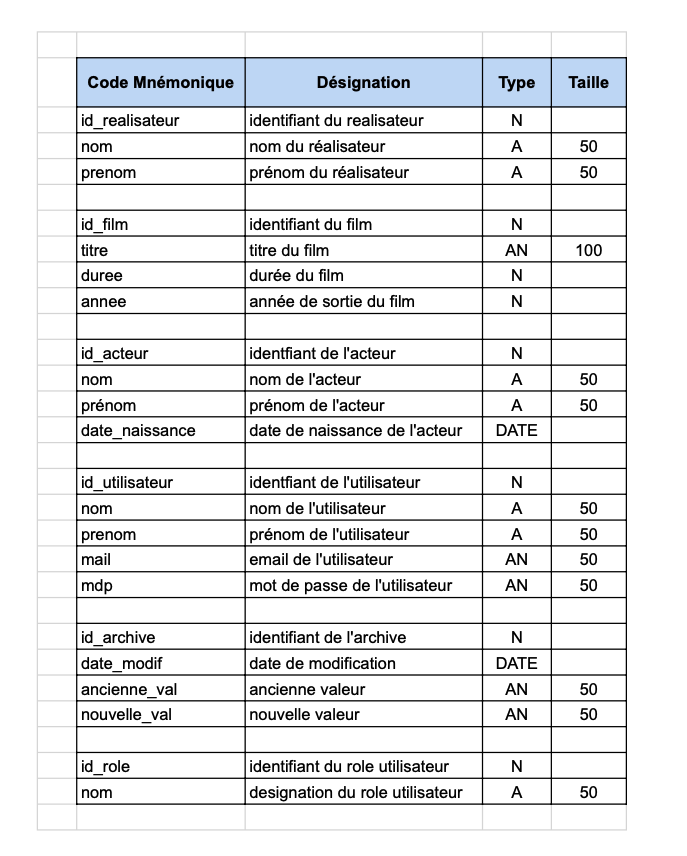 Code Mnémonique Désignation Type Taille
id_realisateur identifiant du realisateur N
nom nom du réalisateur A 50
prenom prénom du réalisateur A 50
id_film identifiant du film N
titre titre du film AN 100
duree durée du film N
annee année de sortie du film N
id_acteur identfiant de l'acteur N
nom nom de l'acteur A 50
prénom prénom de l'acteur A 50
date_naissance date de naissance de l'acteur DATE
id_utilisateur identfiant de l'utilisateur N
nom nom de l'utilisateur A 50
prenom prénom de l'utilisateur A 50
mail email de l'utilisateur AN 50
mdp mot de passe de l'utilisateur AN 50
id_archive identifiant de l'archive N
date_modif date de modification DATE
ancienne_val ancienne valeur AN 50
nouvelle_val nouvelle valeur AN 50
id_role identifiant du role utilisateur N
nom designation du role utilisateur A 50